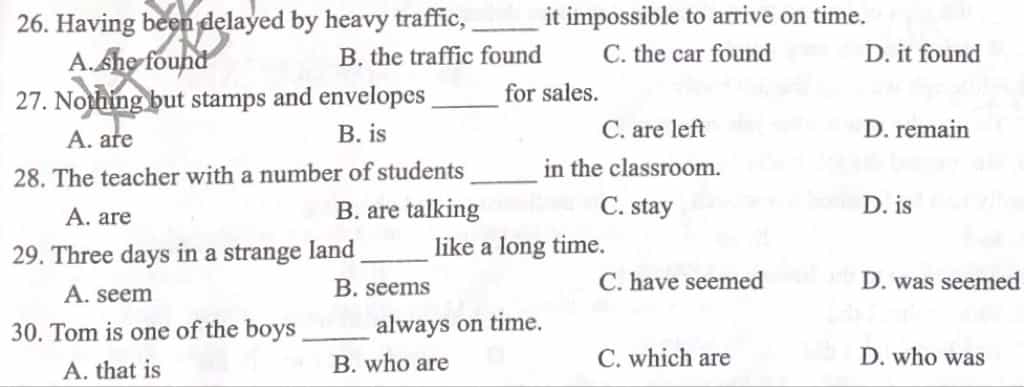 26. Having been delayed by heavy traffic, ______ it impossible to arrive on time.
A. she found B. the traffic found C. the car found D. it found
27. Nothing but stamps and envelopes ______ for sales.
A. are B. is C. are left D. remain
28. The teacher with a number of students ______ in the classroom.
A. are B. are talking C. stay D. is
29. Three days in a strange land ______ like a long time.
A. seem B. seems C. have seemed D. was seemed
30. Tom is one of the boys ______ always on time.
A. that is B. who are C. which are D. who was